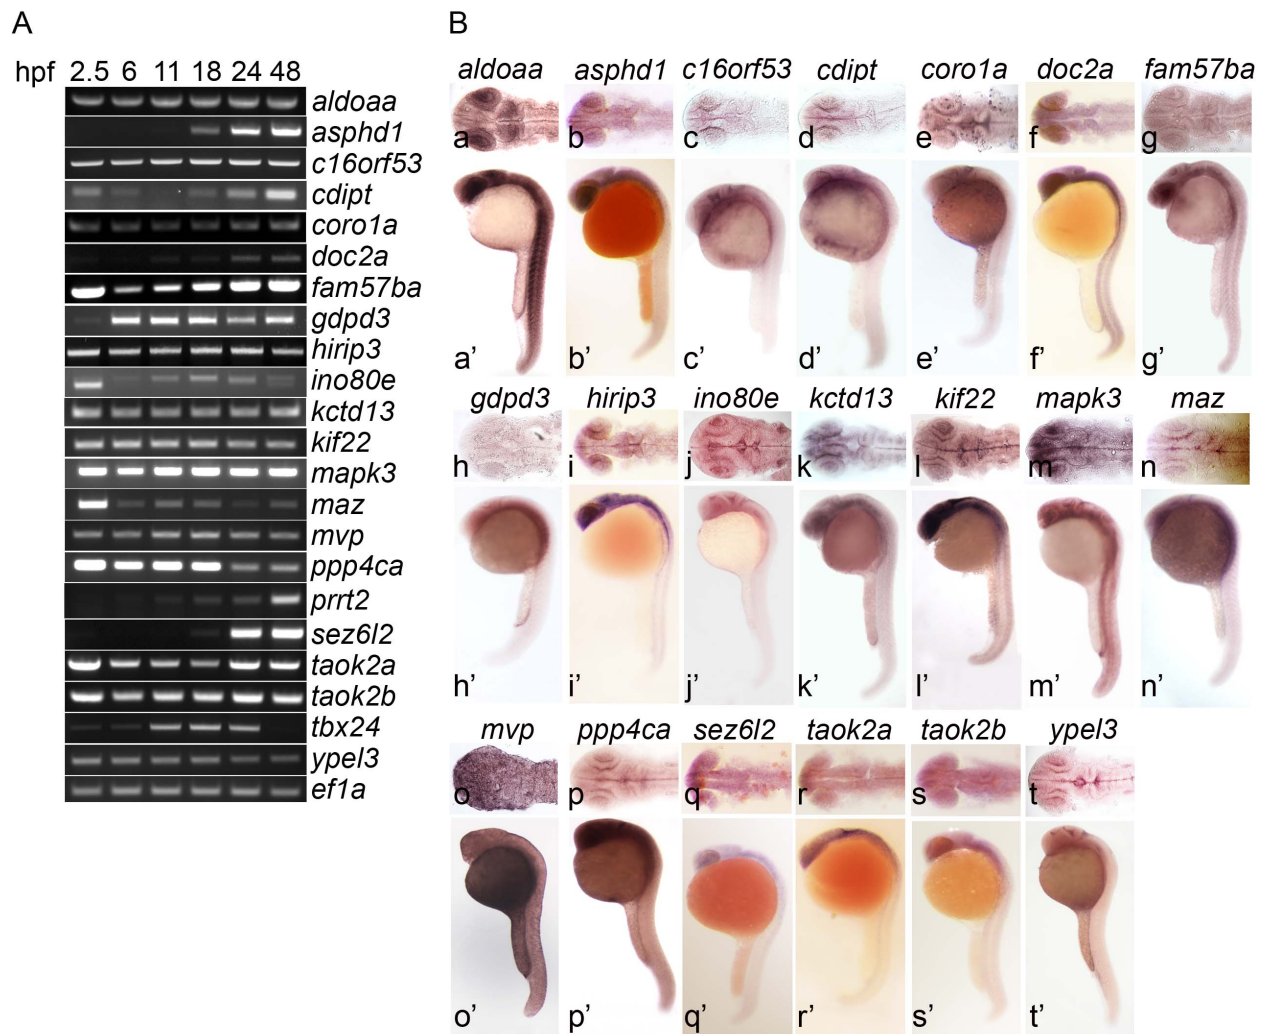 A
hpf 2.5 6 11 18 24 48
aldoaa
asphd1
c16orf53
cdipt
coro1a
doc2a
fam57ba
gdpd3
hirip3
ino80e
kctd13
kif22
mapk3
maz
mvp
ppp4ca
prrt2
sez6l2
taok2a
taok2b
tbx24
ypel3
ef1a
B
aldoaa asphd1 c16orf53 cdipt coro1a doc2a fam57ba
a b c d e f g
a’ b’ c’ d’ e’ f’ g’
gdpd3 hirip3 ino80e kctd13 kif22 mapk3 maz
h i j k l m n
h’ i’ j’ k’ l’ m’ n’
mvp ppp4ca sez6l2 taok2a taok2b ypel3
o p q r s t
o’ p’ q’ r’ s’ t’